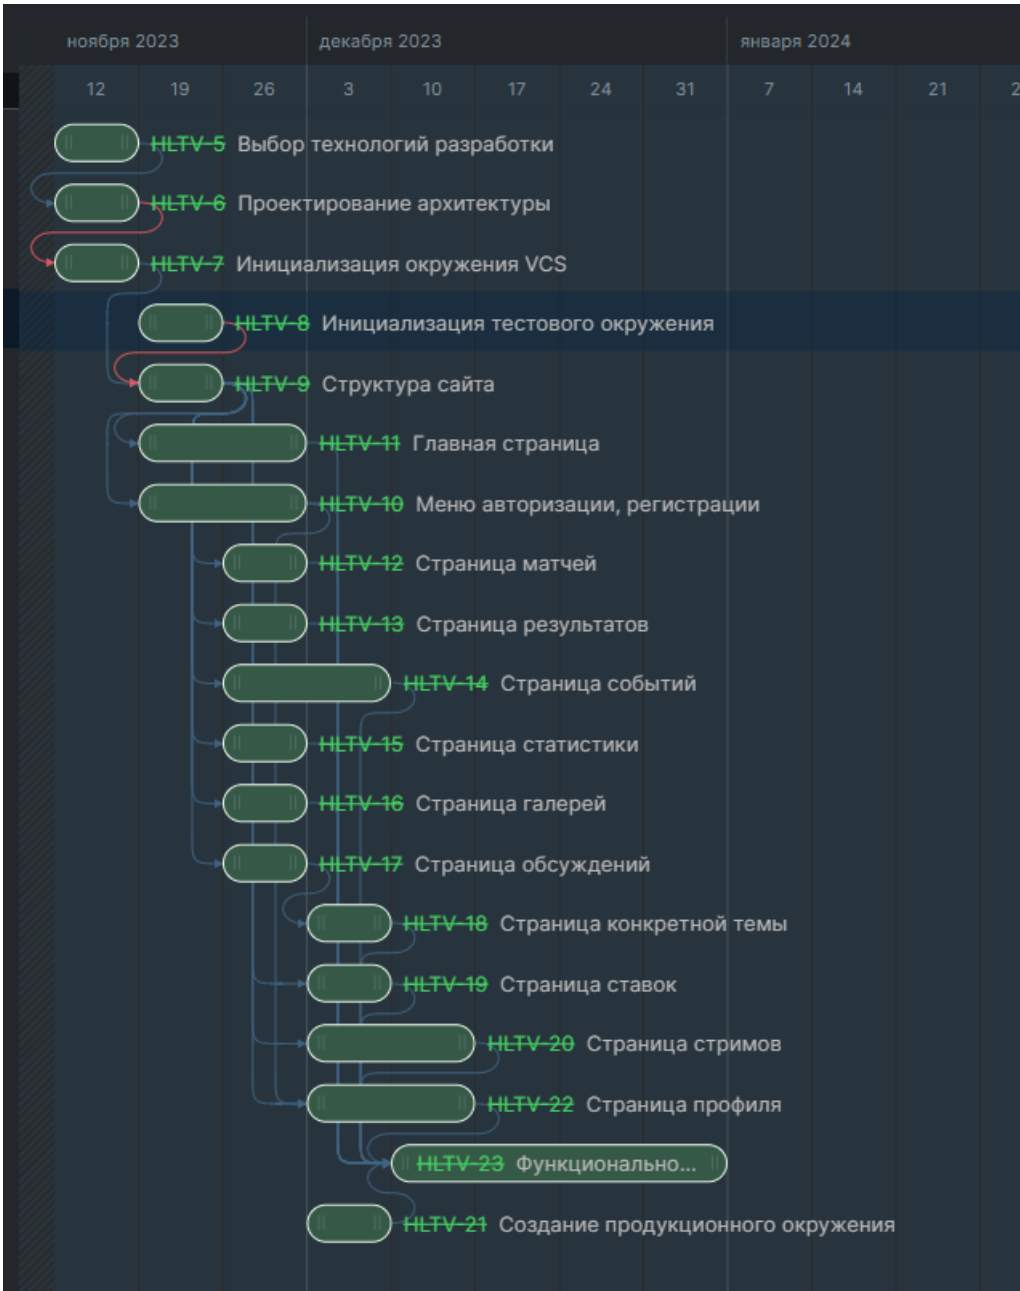 ноября 2023 декабря 2023 января 2024
12 19 26 3 10 17 24 31 7 14 21
HLTV-5 Выбор технологий разработки
HLTV-6 Проектирование архитектуры
HLTV-7 Инициализация окружения VCS
HLTV-8 Инициализация тестового окружения
HLTV-9 Структура сайта
HLTV-11 Главная страница
HLTV-10 Меню авторизации, регистрации
HLTV-12 Страница матчей
HLTV-13 Страница результатов
HLTV-14 Страница событий
HLTV-15 Страница статистики
HLTV-16 Страница галерей
HLTV-17 Страница обсуждений
HLTV-18 Страница конкретной темы
HLTV-19 Страница ставок
HLTV-20 Страница стримов
HLTV-22 Страница профиля
HLTV-23 Функционально...
HLTV-21 Создание продукционного окружения